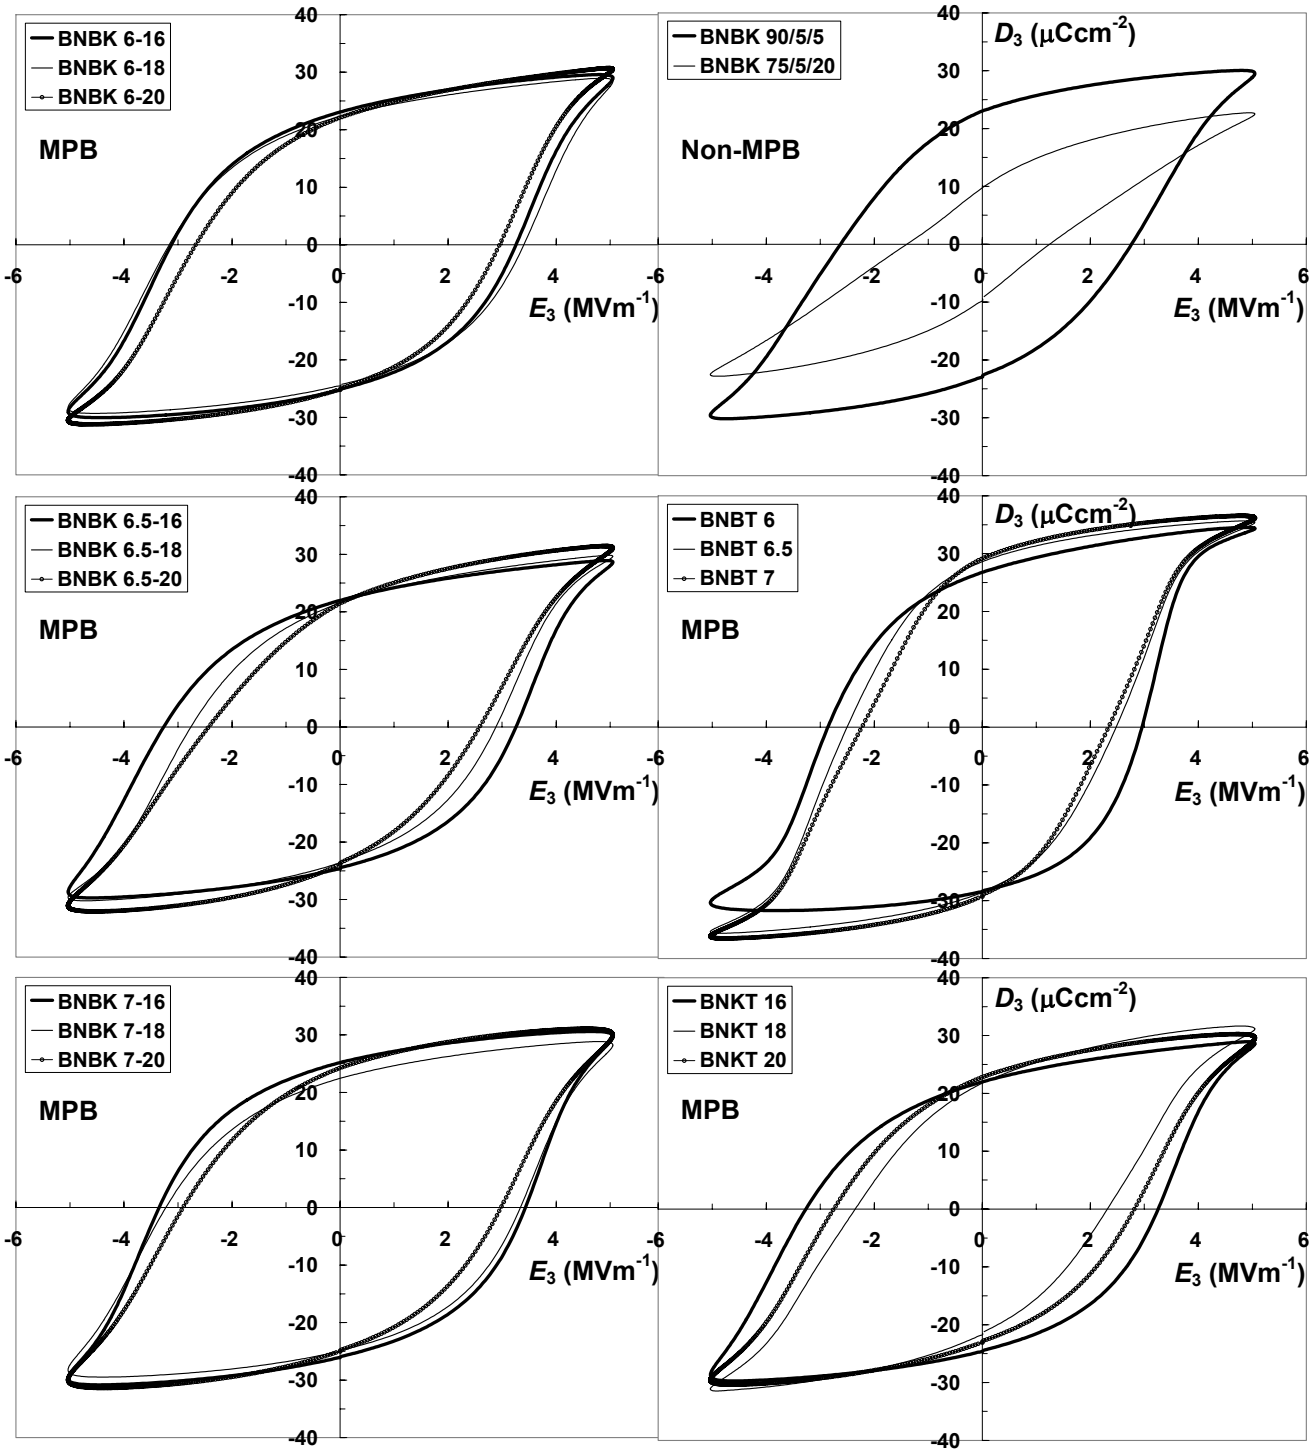 BNBK 6-16
BNBK 6-18
BNBK 6-20
MPB
40
30
20
10
0
-10
-20
-30
-40
-6 -4 -2 0 2 4
E3 (MVm-1)
BNBK 90/5/5
BNBK 75/5/20
Non-MPB
D3 (μCcm-2)
40
30
20
10
0
-10
-20
-30
-40
-6 -4 -2 0 2 4 6
E3 (MVm-1)
BNBK 6.5-16
BNBK 6.5-18
BNBK 6.5-20
MPB
40
30
20
10
0
-10
-20
-30
-40
-6 -4 -2 0 2 4
E3 (MVm-1)
BNBT 6
BNBT 6.5
BNBT 7
MPB
D3 (μCcm-2)
40
30
20
10
0
-10
-20
-30
-40
-6 -4 -2 0 2 4 6
E3 (MVm-1)
BNBK 7-16
BNBK 7-18
BNBK 7-20
MPB
40
30
20
10
0
-10
-20
-30
-40
-6 -4 -2 0 2 4
E3 (MVm-1)
BNKT 16
BNKT 18
BNKT 20
MPB
D3 (μCcm-2)
40
30
20
10
0
-10
-20
-30
-40
-6 -4 -2 0 2 4 6
E3 (MVm-1)